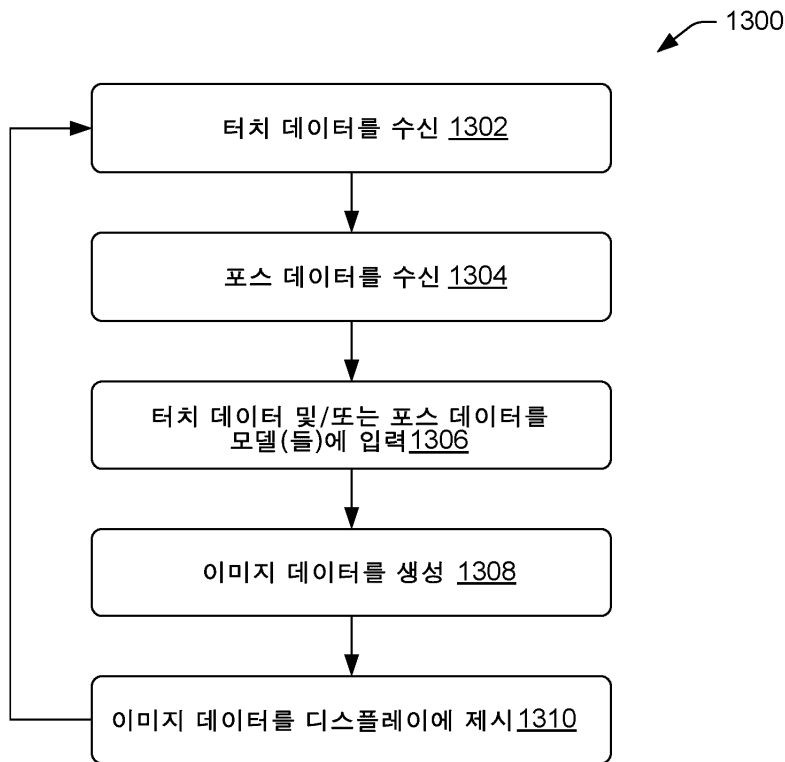 1300
터치 데이터를 수신 1302
포스 데이터를 수신 1304
터치 데이터 및/또는 포스 데이터를
모델(들)에 입력1306
이미지 데이터를 생성 1308
이미지 데이터를 디스플레이에 제시1310